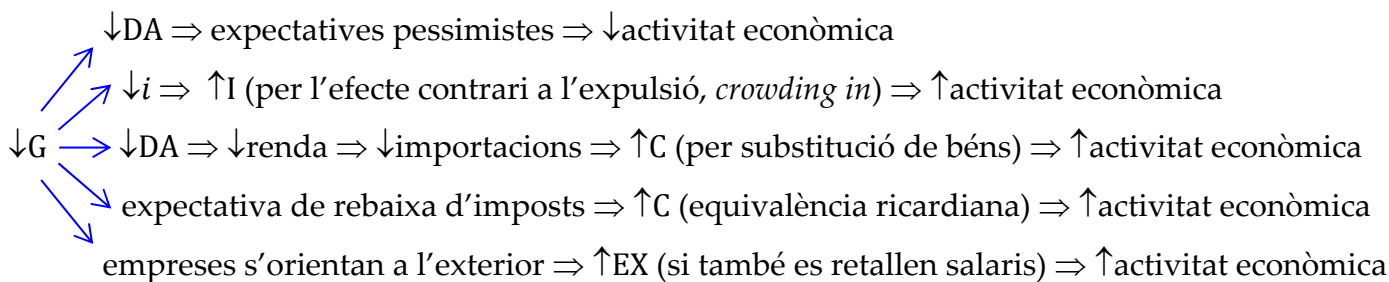 ↓DA ⇒ expectatives pessimistes ⇒ ↓activitat econòmica
↓i ⇒ ↑I (per l'efecte contrari a l'expulsió, crowding in) ⇒ ↑activitat econòmica
↓G ↓DA ⇒ ↓renda ⇒ ↓importacions ⇒ ↑C (per substitució de béns) ⇒ ↑activitat econòmica
expectativa de rebaixa d'imposts ⇒ ↑C (equivalència ricardiana) ⇒ ↑activitat econòmica
empreses s'orientan a l'exterior ⇒ ↑EX (si també es retallen salaris) ⇒ ↑activitat econòmica